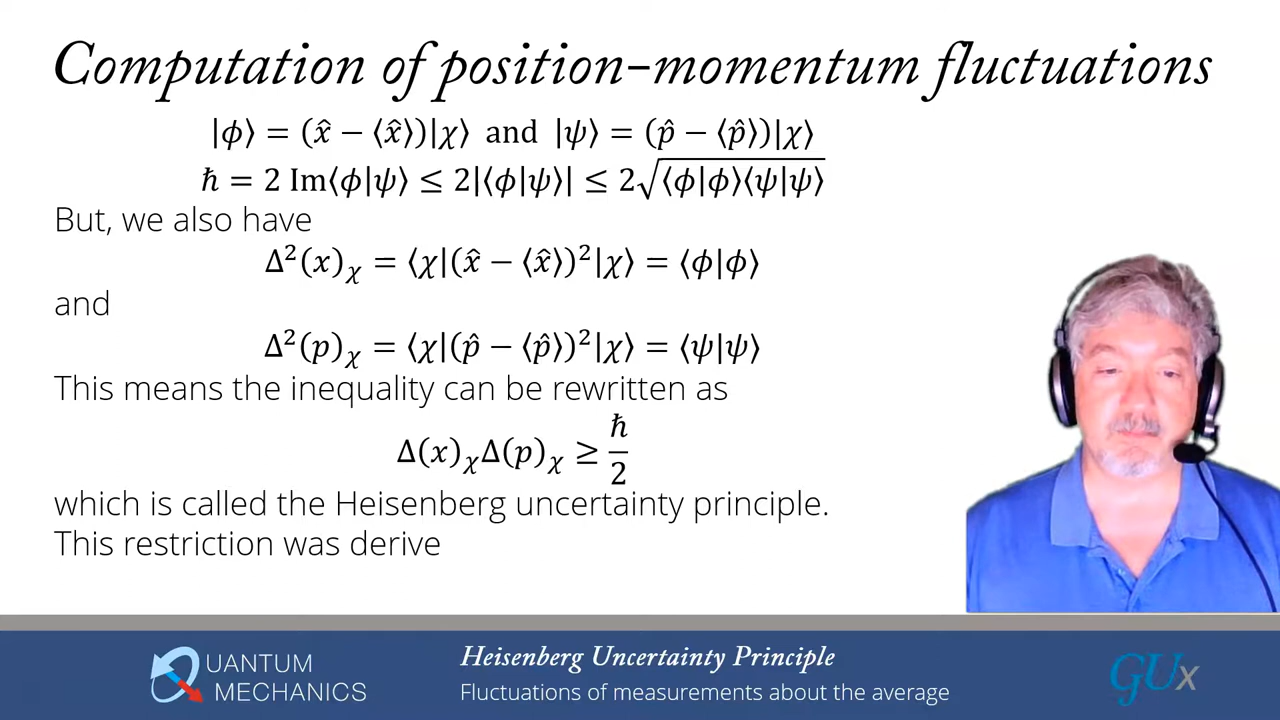 Computation of position–momentum fluctuations
|ϕ⟩ = (x̂ − ⟨x̂⟩)|χ⟩ and |ψ⟩ = (p̂ − ⟨p̂⟩)|χ⟩
ℏ = 2 Im⟨ϕ|ψ⟩ ≤ 2|⟨ϕ|ψ⟩| ≤ 2√⟨ϕ|ϕ⟩⟨ψ|ψ⟩
But, we also have
Δ²(x)χ = ⟨χ|(x̂ − ⟨x̂⟩)²|χ⟩ = ⟨ϕ|ϕ⟩
and
Δ²(p)χ = ⟨χ|(p̂ − ⟨p̂⟩)²|χ⟩ = ⟨ψ|ψ⟩
This means the inequality can be rewritten as
Δ(x)χΔ(p)χ ≥ ℏ/2
which is called the Heisenberg uncertainty principle.
This restriction was derive
QUANTUM
MECHANICS
Heisenberg Uncertainty Principle
Fluctuations of measurements about the average
GUx